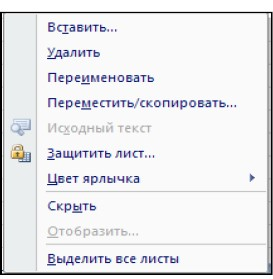 Вставить...
Удалить
Переименовать
Переместить/скопировать...
Исходный текст
Защитить лист...
Цвет ярлычка
Скрыть
Отобразить...
Выделить все листы